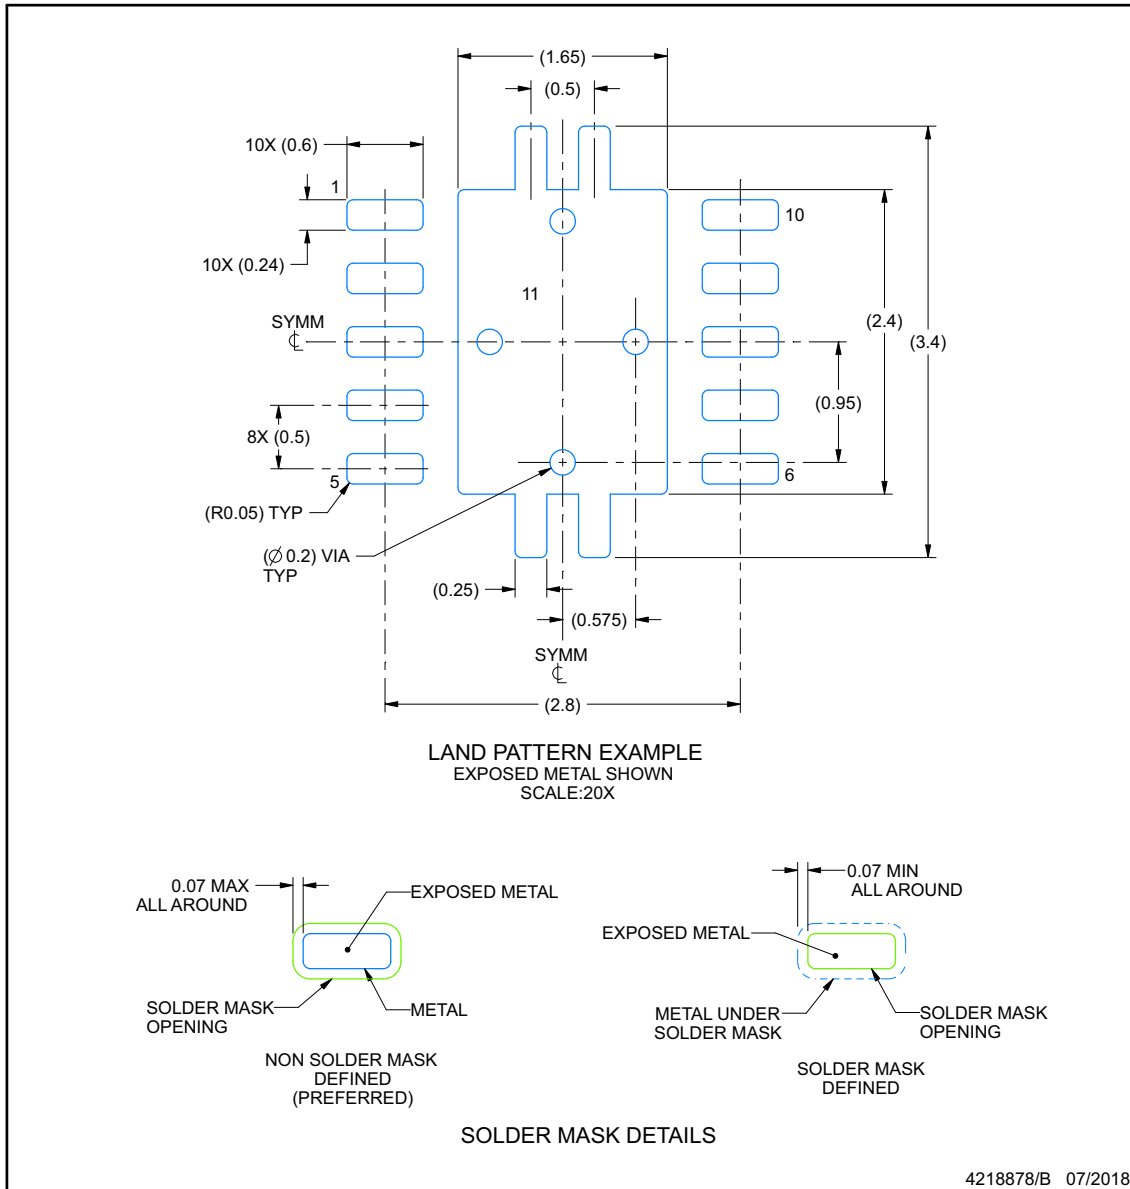 (1.65)
(0.5)
10X (0.6)
1
10
10X (0.24)
11
SYMM
℄
(2.4)
(3.4)
(0.95)
8X (0.5)
5
6
(R0.05) TYP
(∅ 0.2) VIA
TYP
(0.25)
(0.575)
SYMM
℄
(2.8)
LAND PATTERN EXAMPLE
EXPOSED METAL SHOWN
SCALE:20X
0.07 MAX
ALL AROUND
EXPOSED METAL
SOLDER MASK
OPENING
METAL
NON SOLDER MASK
DEFINED
(PREFERRED)
0.07 MIN
ALL AROUND
EXPOSED METAL
METAL UNDER
SOLDER MASK
SOLDER MASK
OPENING
SOLDER MASK
DEFINED
SOLDER MASK DETAILS
4218878/B 07/2018